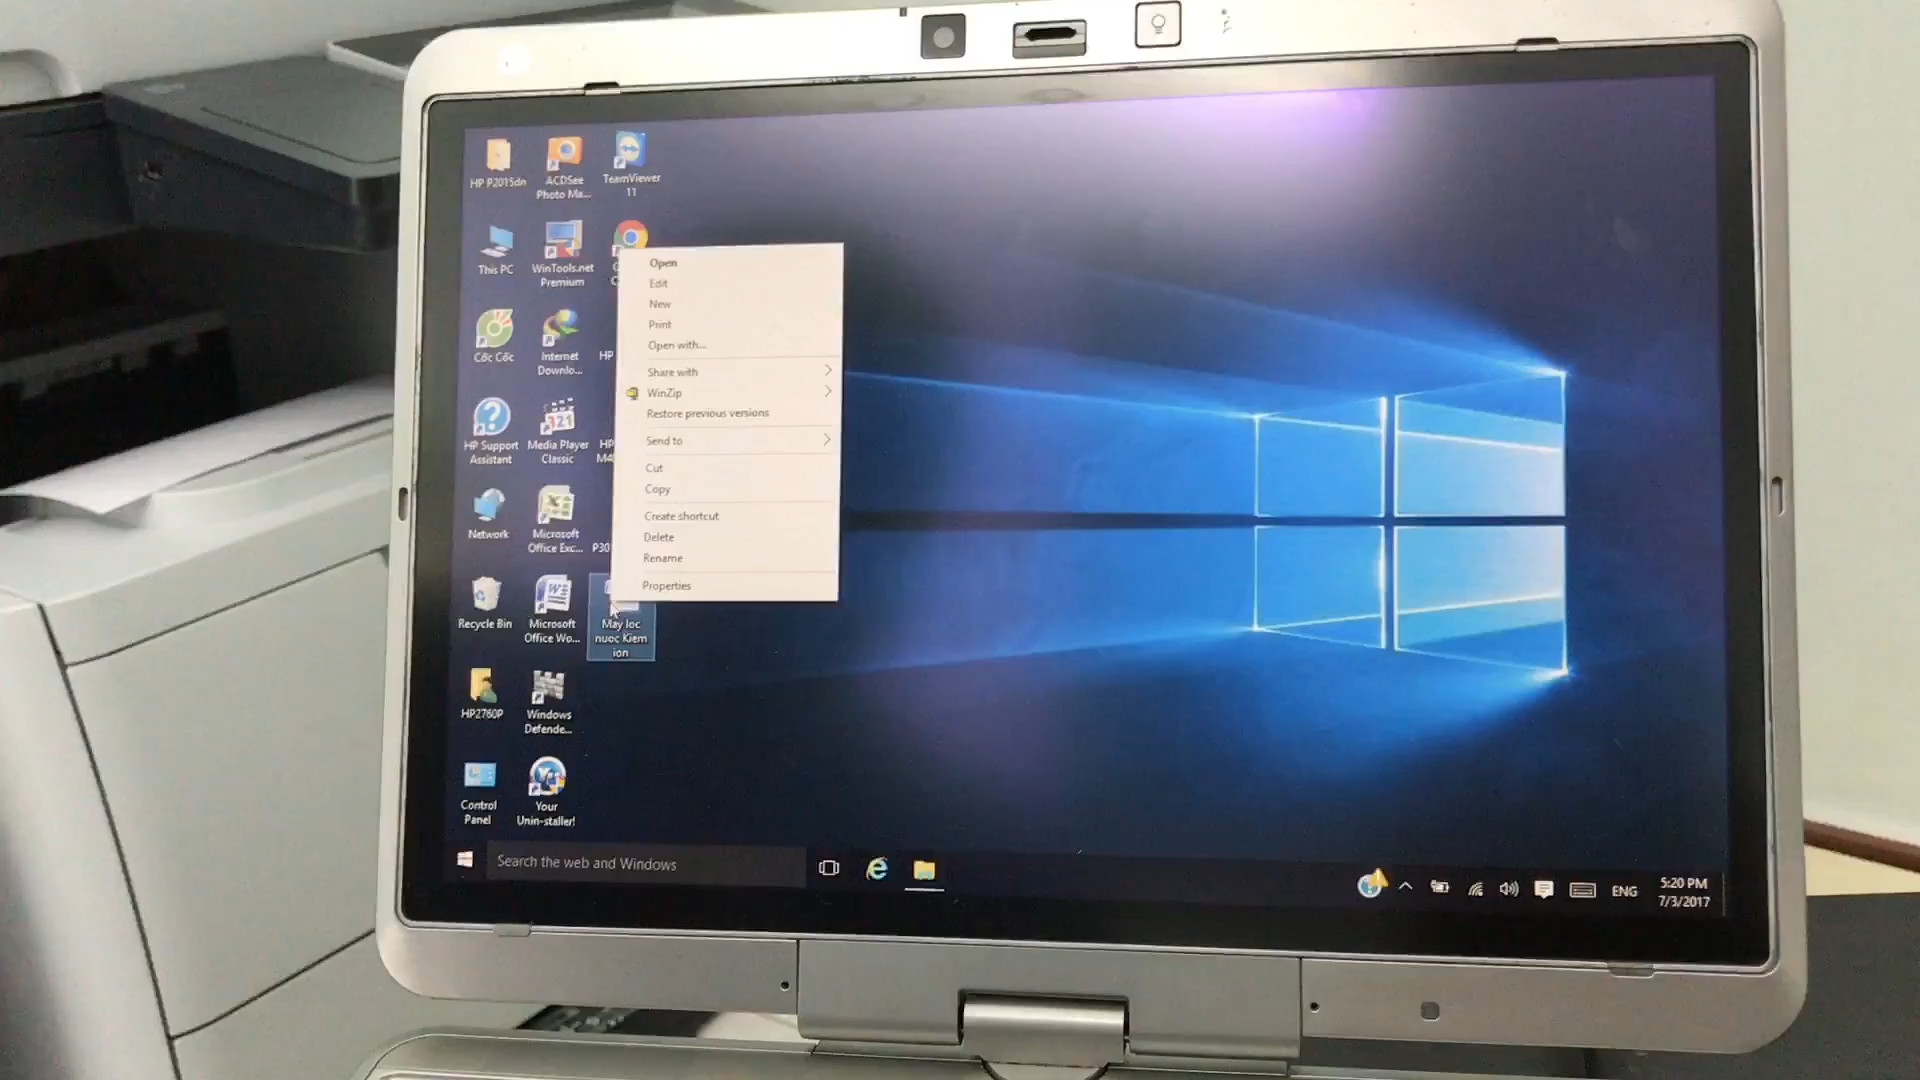 HP P2015dn
ACDSee
Photo Ma...
TeamViewer
11
This PC
WinTools.net
Premium
Cốc Cốc
Internet
Downlo...
HP
HP Support
Assistant
Media Player
Classic
HP
Network
Microsoft
Office Exc...
Recycle Bin
Microsoft
Office Wo...
May loc
nuoc Kiem
ion
HP2760P
Windows
Defende...
Control
Panel
Your
Unin-staller!
Open
Edit
New
Print
Open with...
Share with
WinZip
Restore previous versions
Send to
Cut
Copy
Create shortcut
Delete
Rename
Properties
Search the web and Windows
ENG
5:20 PM
7/3/2017